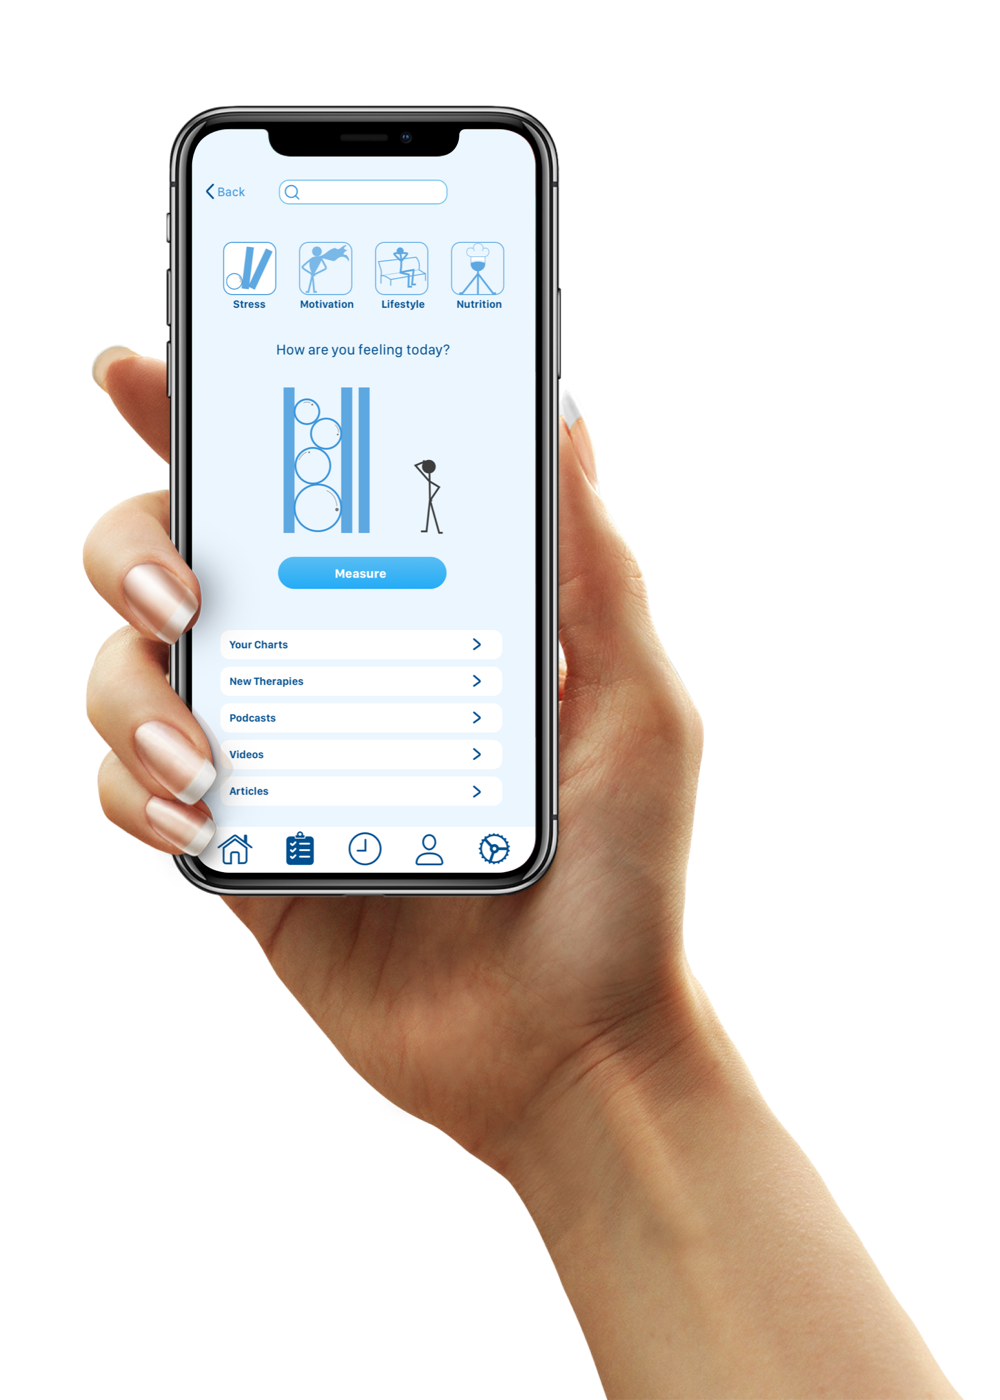 Back
Stress Motivation Lifestyle Nutrition
How are you feeling today?
Measure
Your Charts
New Therapies
Podcasts
Videos
Articles